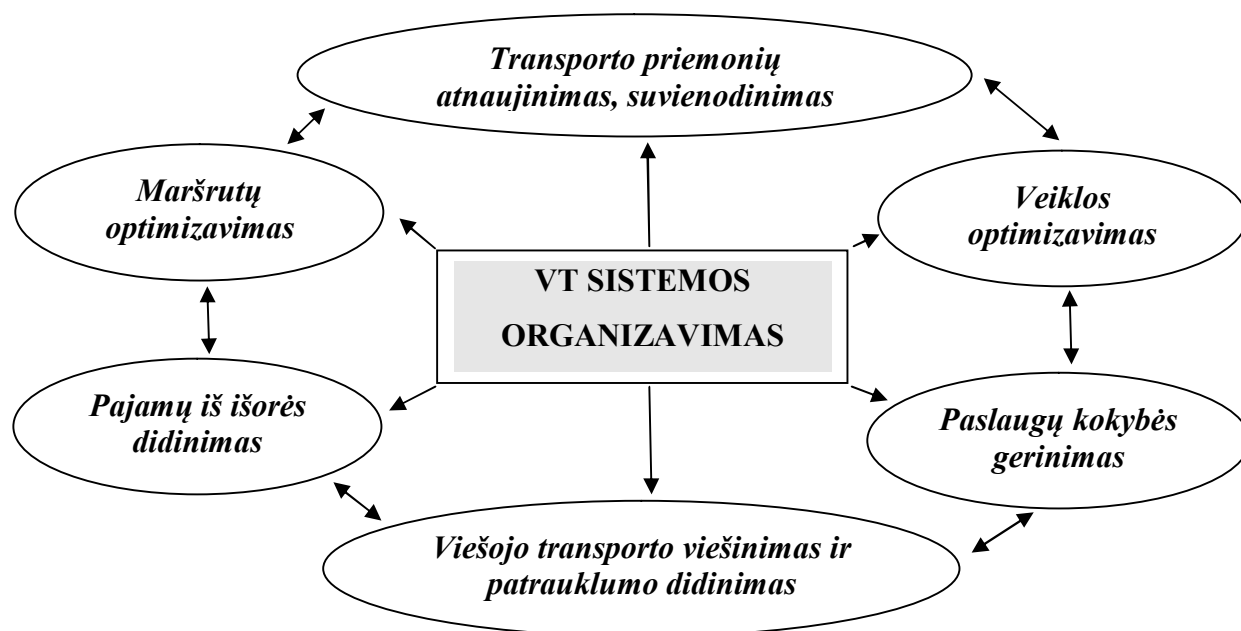 Transporto priemonių
atnaujinimas, suvienodinimas
Maršrutų
optimizavimas
Veiklos
optimizavimas
VT SISTEMOS
ORGANIZAVIMAS
Pajamų iš išorės
didinimas
Paslaugų kokybės
gerinimas
Viešojo transporto viešinimas ir
patrauklumo didinimas